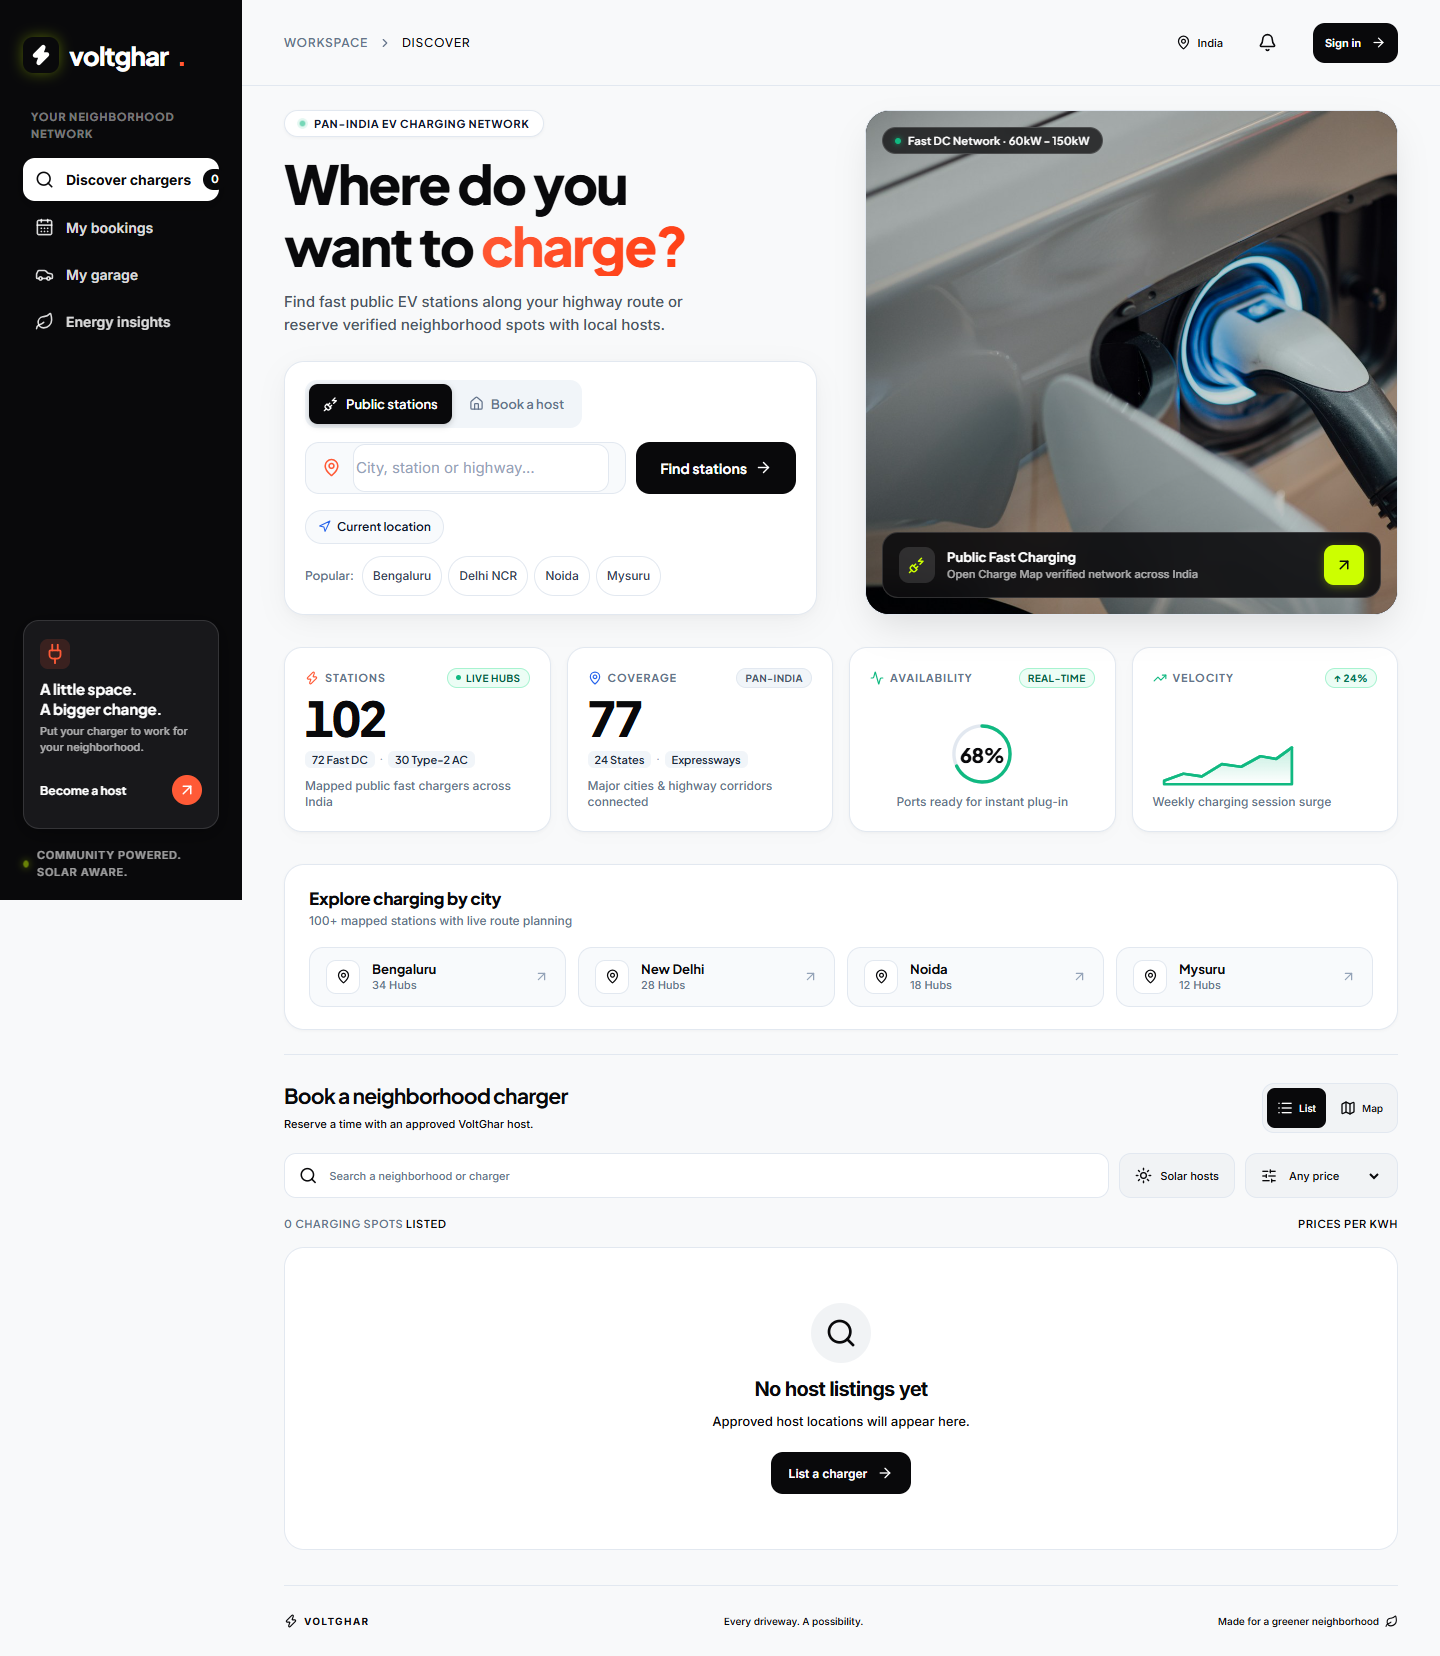 voltghar .
YOUR NEIGHBORHOOD
NETWORK
Discover chargers 0
My bookings
My garage
Energy insights
A little space.
A bigger change.
Put your charger to work for
your neighborhood.
Become a host
COMMUNITY POWERED.
SOLAR AWARE.
WORKSPACE > DISCOVER
India
Sign in →
PAN-INDIA EV CHARGING NETWORK
Where do you
want to charge?
Find fast public EV stations along your highway route or
reserve verified neighborhood spots with local hosts.
Public stations
Book a host
City, station or highway...
Find stations →
Current location
Popular: Bengaluru Delhi NCR Noida Mysuru
Fast DC Network · 60kW - 150kW
Public Fast Charging
Open Charge Map verified network across India
STATIONS
LIVE HUBS
102
72 Fast DC · 30 Type-2 AC
Mapped public fast chargers across
India
COVERAGE
PAN-INDIA
77
24 States · Expressways
Major cities & highway corridors
connected
AVAILABILITY
REAL-TIME
68%
Ports ready for instant plug-in
VELOCITY
↑ 24%
Weekly charging session surge
Explore charging by city
100+ mapped stations with live route planning
Bengaluru
34 Hubs
New Delhi
28 Hubs
Noida
18 Hubs
Mysuru
12 Hubs
Book a neighborhood charger
Reserve a time with an approved VoltGhar host.
List
Map
Search a neighborhood or charger
Solar hosts
Any price
0 CHARGING SPOTS LISTED
PRICES PER KWH
No host listings yet
Approved host locations will appear here.
List a charger →
VOLTGHAR
Every driveway. A possibility.
Made for a greener neighborhood